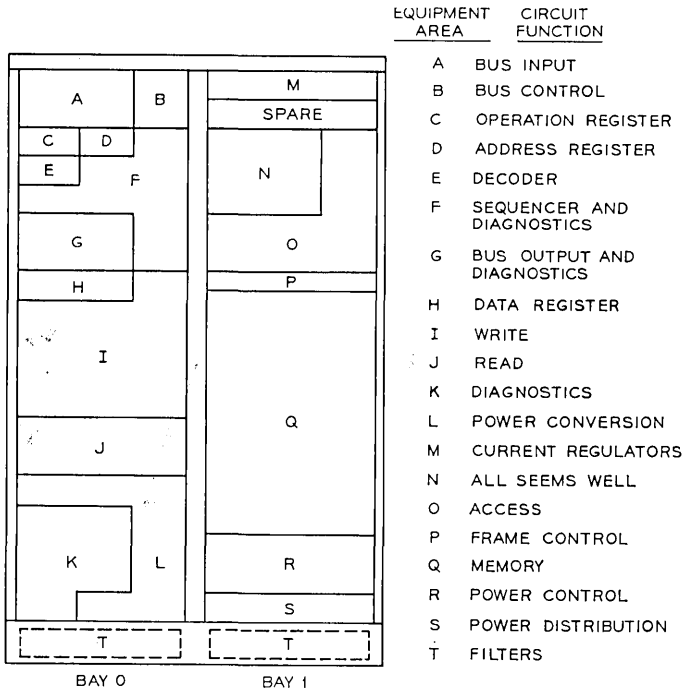 EQUIPMENT AREA
CIRCUIT FUNCTION
A BUS INPUT
B BUS CONTROL
C OPERATION REGISTER
D ADDRESS REGISTER
E DECODER
F SEQUENCER AND
DIAGNOSTICS
G BUS OUTPUT AND
DIAGNOSTICS
H DATA REGISTER
I WRITE
J READ
K DIAGNOSTICS
L POWER CONVERSION
M CURRENT REGULATORS
N ALL SEEMS WELL
O ACCESS
P FRAME CONTROL
Q MEMORY
R POWER CONTROL
S POWER DISTRIBUTION
T FILTERS
A B
C D
E F
G
H
I
J
K L
T
BAY 0
M
SPARE
N
O
P
Q
R
S
T
BAY 1